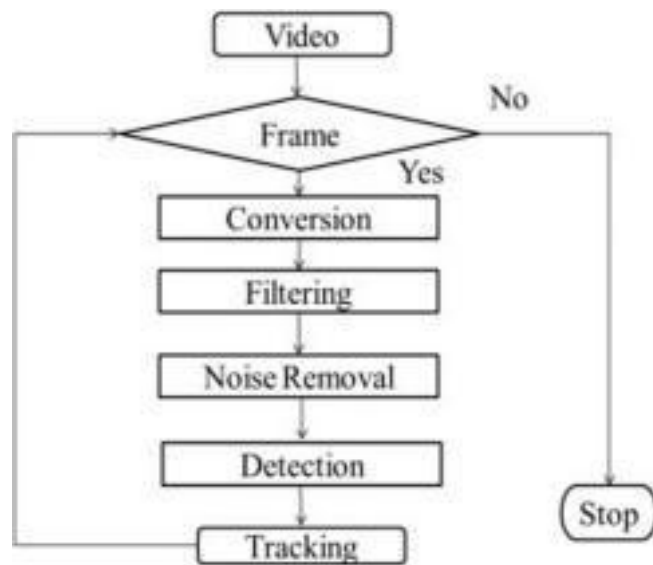 Video
No
Frame
Yes
Conversion
Filtering
Noise Removal
Detection
Stop
Tracking